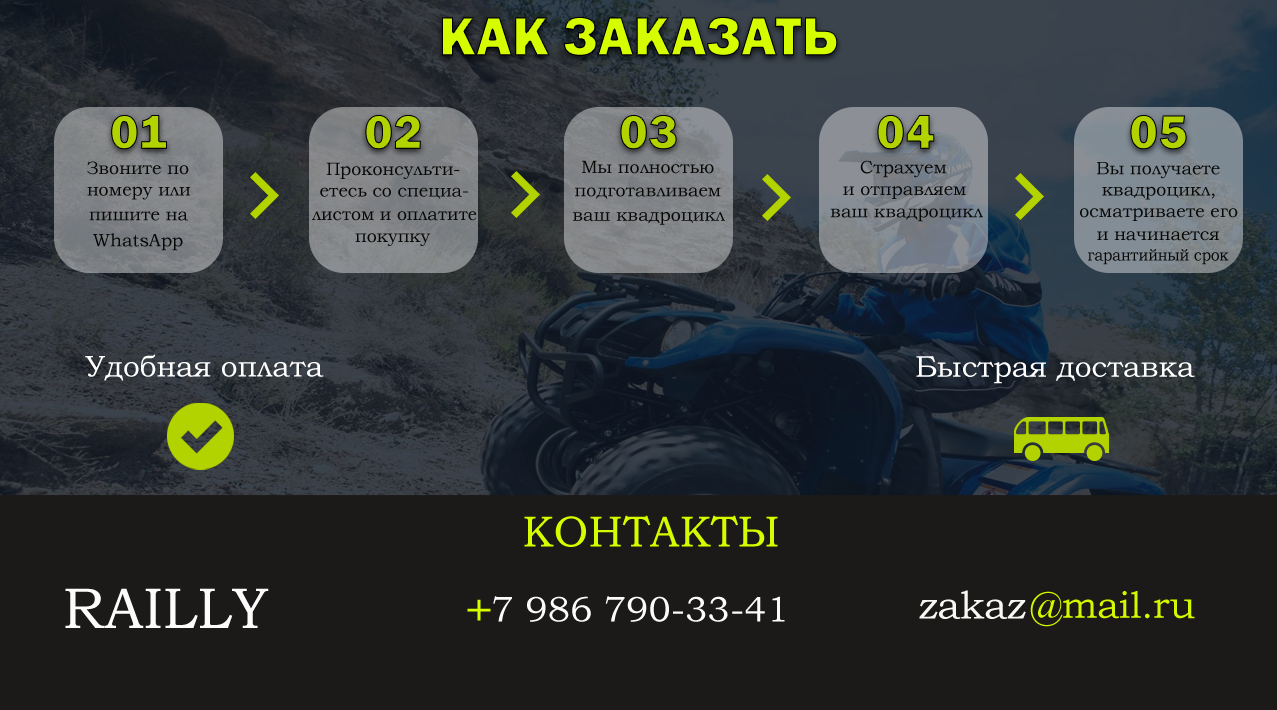 КАК ЗАКАЗАТЬ
01
Звоните по
номеру или
пишите на
WhatsApp
02
Проконсульти-
етесь со специа-
листом и оплатите
покупку
03
Мы полностью
подготавливаем
ваш квадроцикл
04
Страхуем
и отправляем
ваш квадроцикл
05
Вы получаете
квадроцикл,
осматриваете его
и начинается
гарантийный срок
Удобная оплата
Быстрая доставка
КОНТАКТЫ
RAILLY
+7 986 790-33-41
zakaz@mail.ru